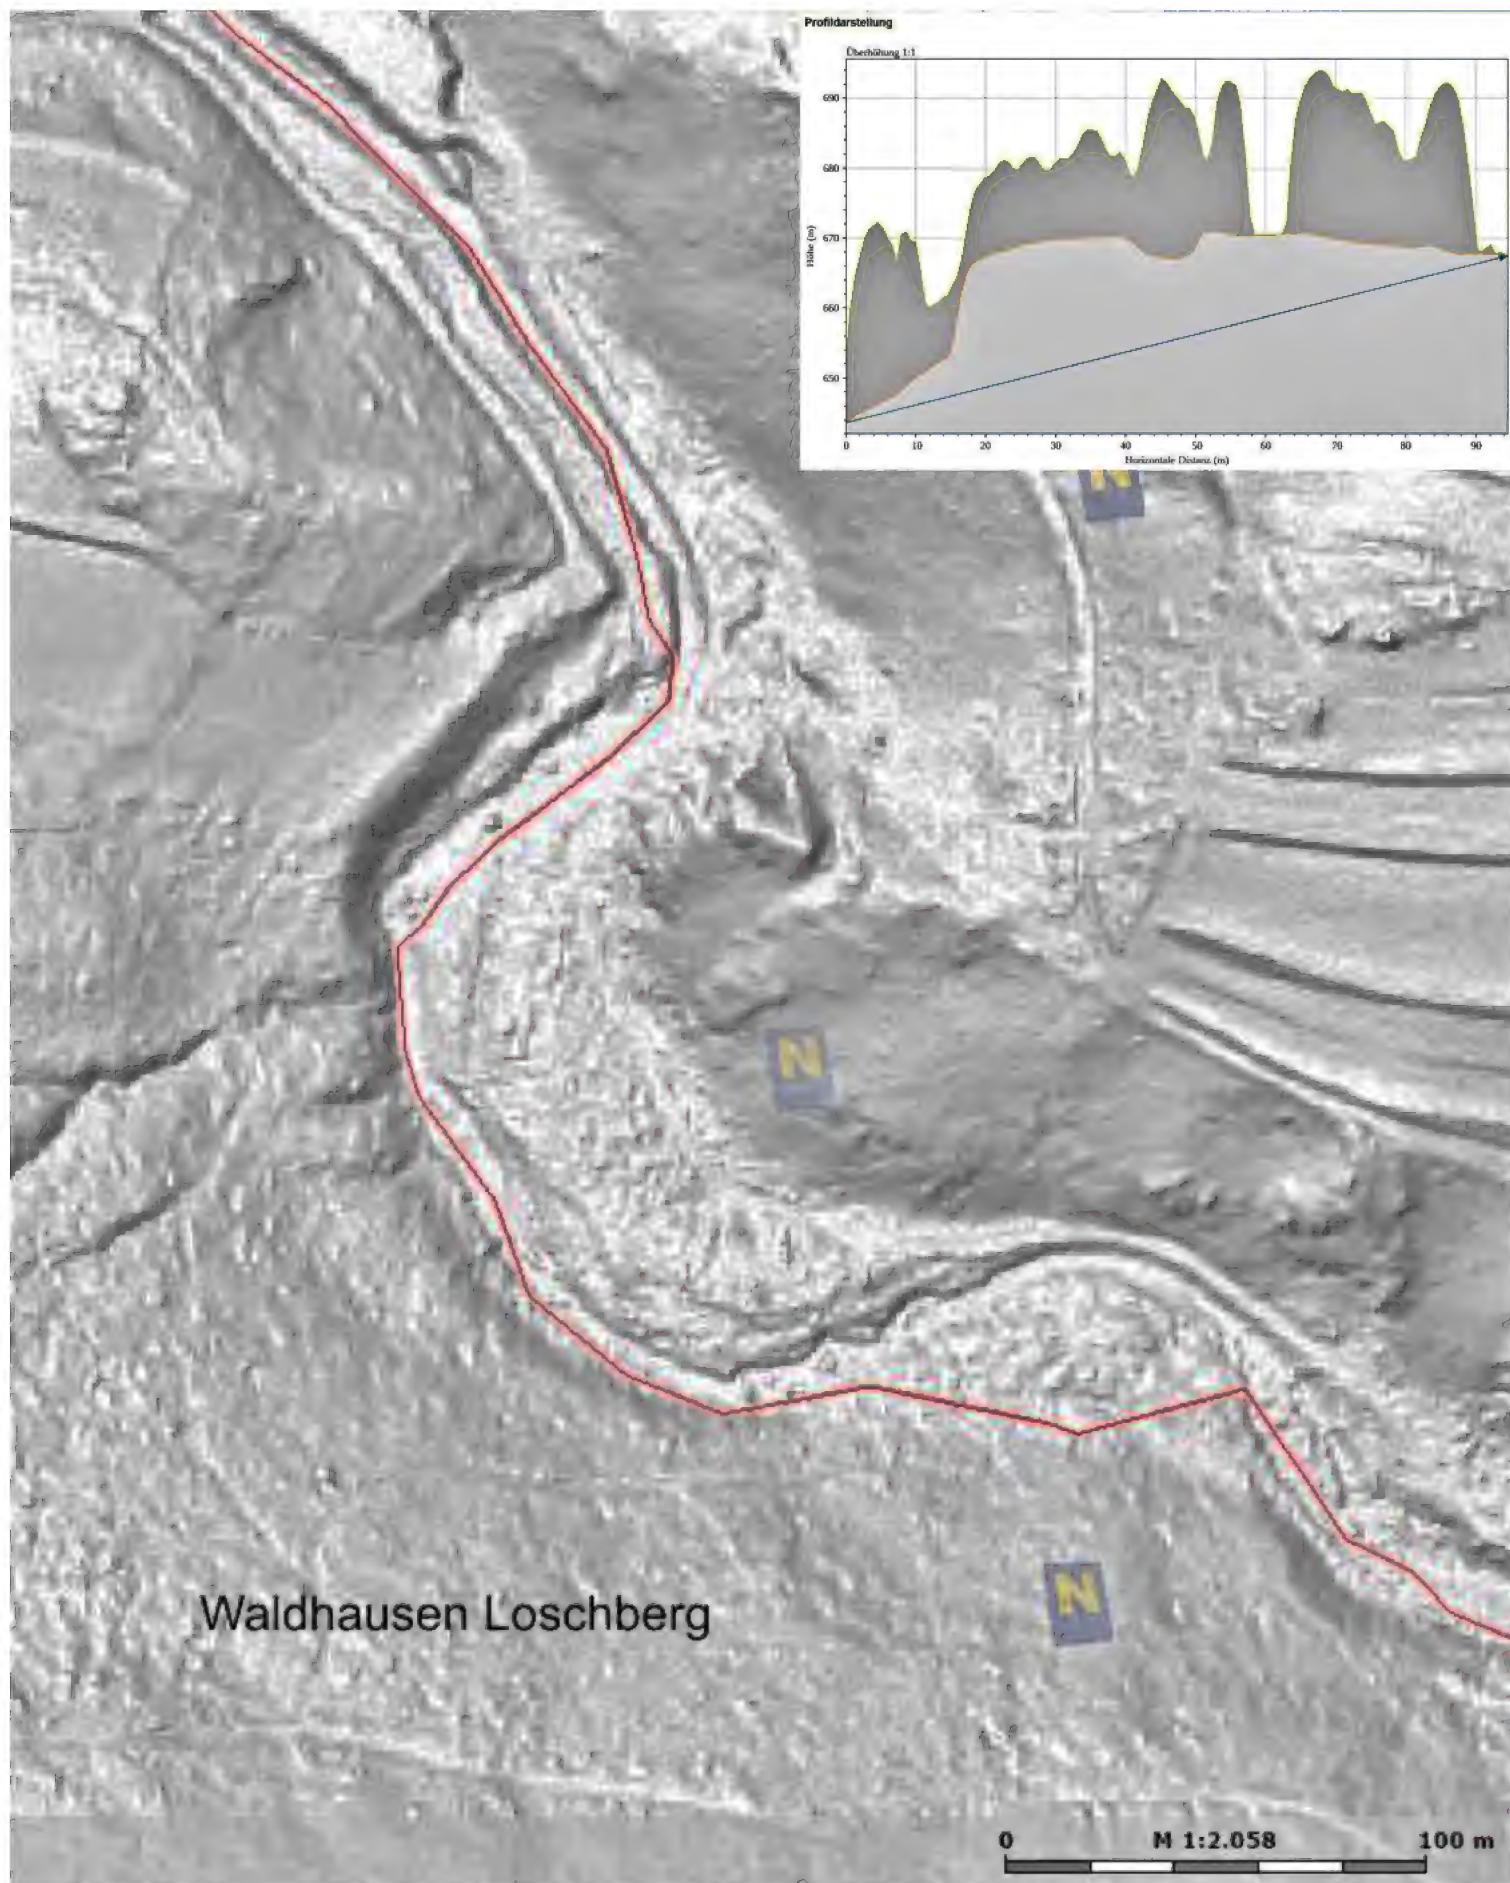 Profildarstellung
Überhöhung 1:1
690
680
670
660
650
Höhe (m)
0 10 20 30 40 50 60 70 80 90
Horizontale Distanz (m)
N
N
N
Waldhausen Loschberg
0 M 1:2.058 100 m